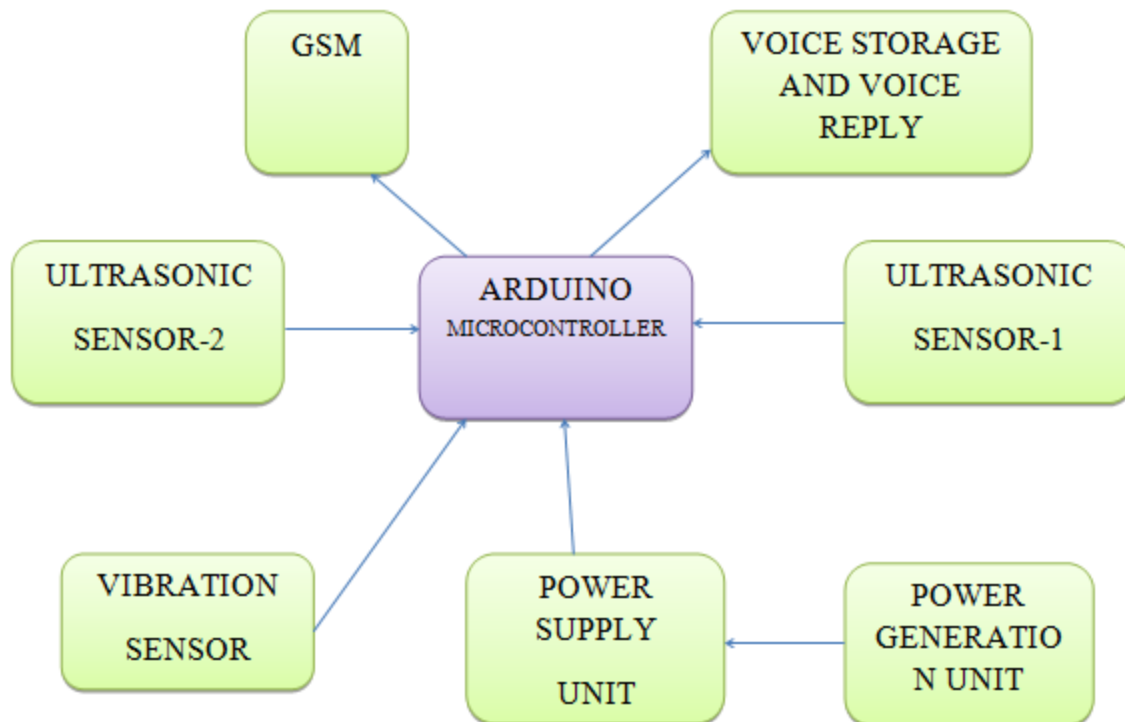 GSM
VOICE STORAGE
AND VOICE
REPLY
ULTRASONIC
SENSOR-2
ARDUINO
MICROCONTROLLER
ULTRASONIC
SENSOR-1
VIBRATION
SENSOR
POWER
SUPPLY
UNIT
POWER
GENERATIO
N UNIT